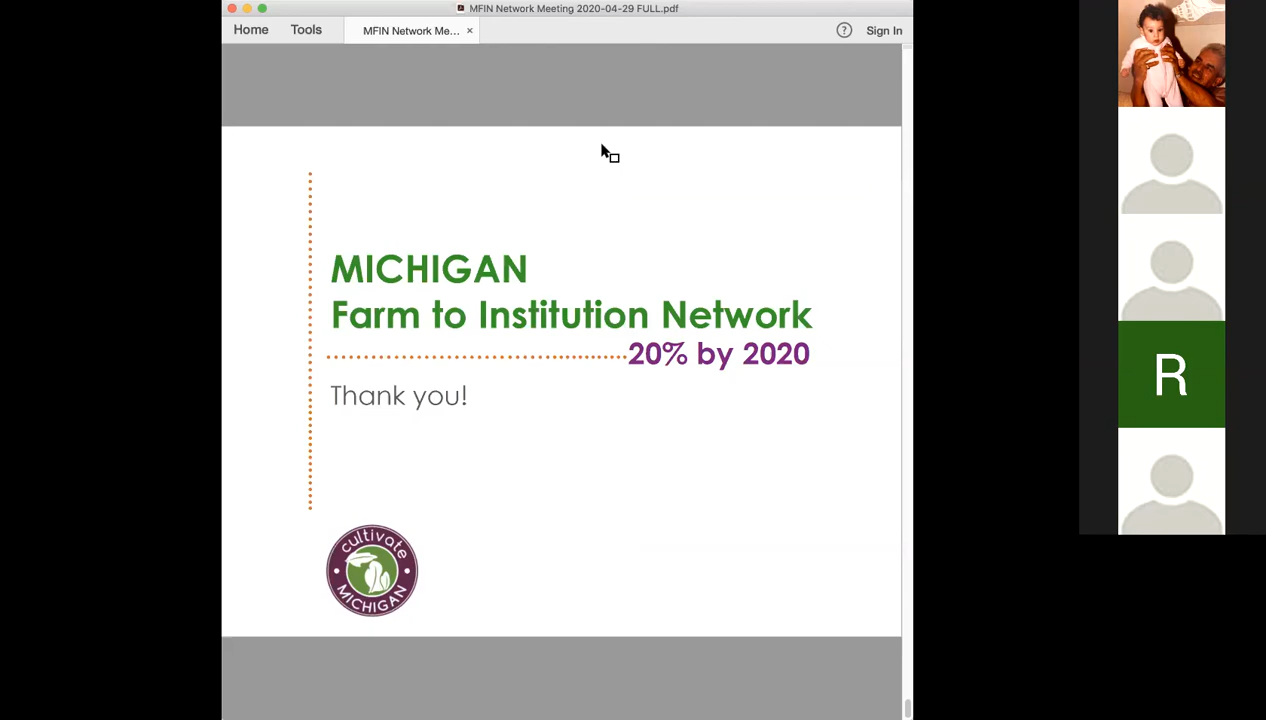 MFIN Network Meeting 2020-04-29 FULL.pdf
Home Tools MFIN Network Me... × ? Sign In
MICHIGAN
Farm to Institution Network
20% by 2020
Thank you!
cultivate
MICHIGAN
R